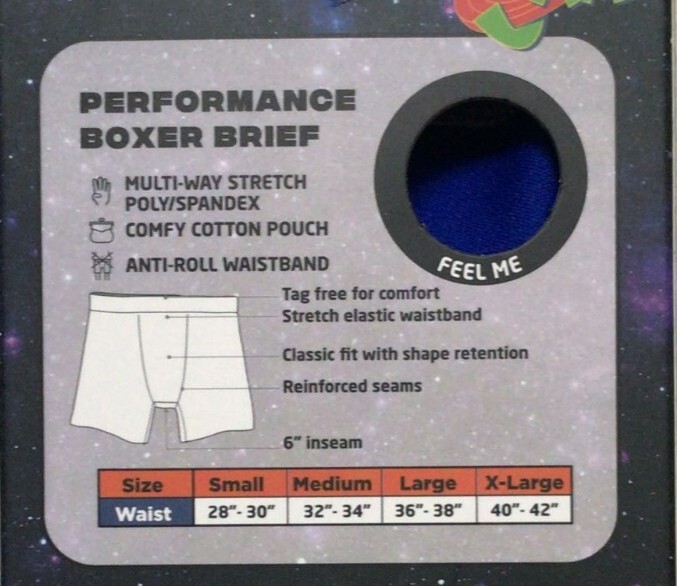 PERFORMANCE
BOXER BRIEF
MULTI-WAY STRETCH
POLY/SPANDEX
COMFY COTTON POUCH
ANTI-ROLL WAISTBAND
FEEL ME
Tag free for comfort
Stretch elastic waistband
Classic fit with shape retention
Reinforced seams
6" inseam
Size Small Medium Large X-Large
Waist 28"- 30" 32"- 34" 36"- 38" 40"- 42"